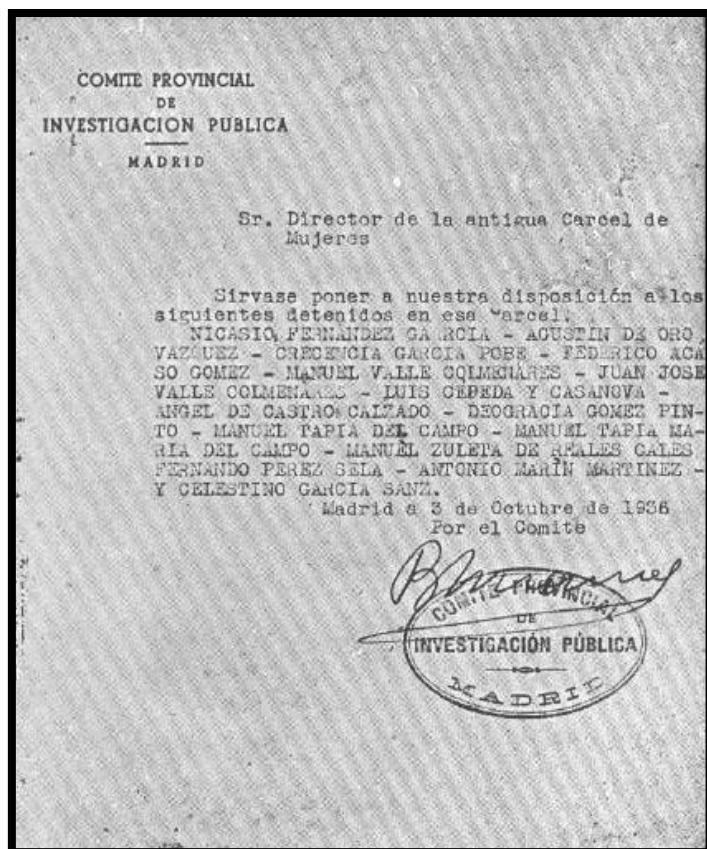 COMITE PROVINCIAL
DE
INVESTIGACION PUBLICA
MADRID
Sr. Director de la antigua Carcel de
Mujeres
Sirvase poner a nuestra disposición a los
siguientes detenidos en esa Carcel.
NICASIO FERNANDEZ GARCIA - AGUSTIN DE ORO
VAZQUEZ - CRECENCIA GARCIA POBE - FEDERICO ACA
SO GOMEZ - MANUEL VALLE COLMENARES - JUAN JOSE
VALLE COLMENARES - LUIS CEPEDA Y CASANOVA -
ANGEL DE CASTRO CALZADO - DEOGRACIA GOMEZ PIN-
TO - MANUEL TAPIA DEL CAMPO - MANUEL TAPIA MA-
RIA DEL CAMPO - MANUEL ZULETA DE REALES CALES
FERNANDO PEREZ SELA - ANTONIO MARIN MARTINEZ -
Y CELESTINO GARCIA SANZ.
Madrid a 3 de Octubre de 1936
Por el Comite
COMITE PROVINCIAL
DE
INVESTIGACIÓN PÚBLICA
MADRID